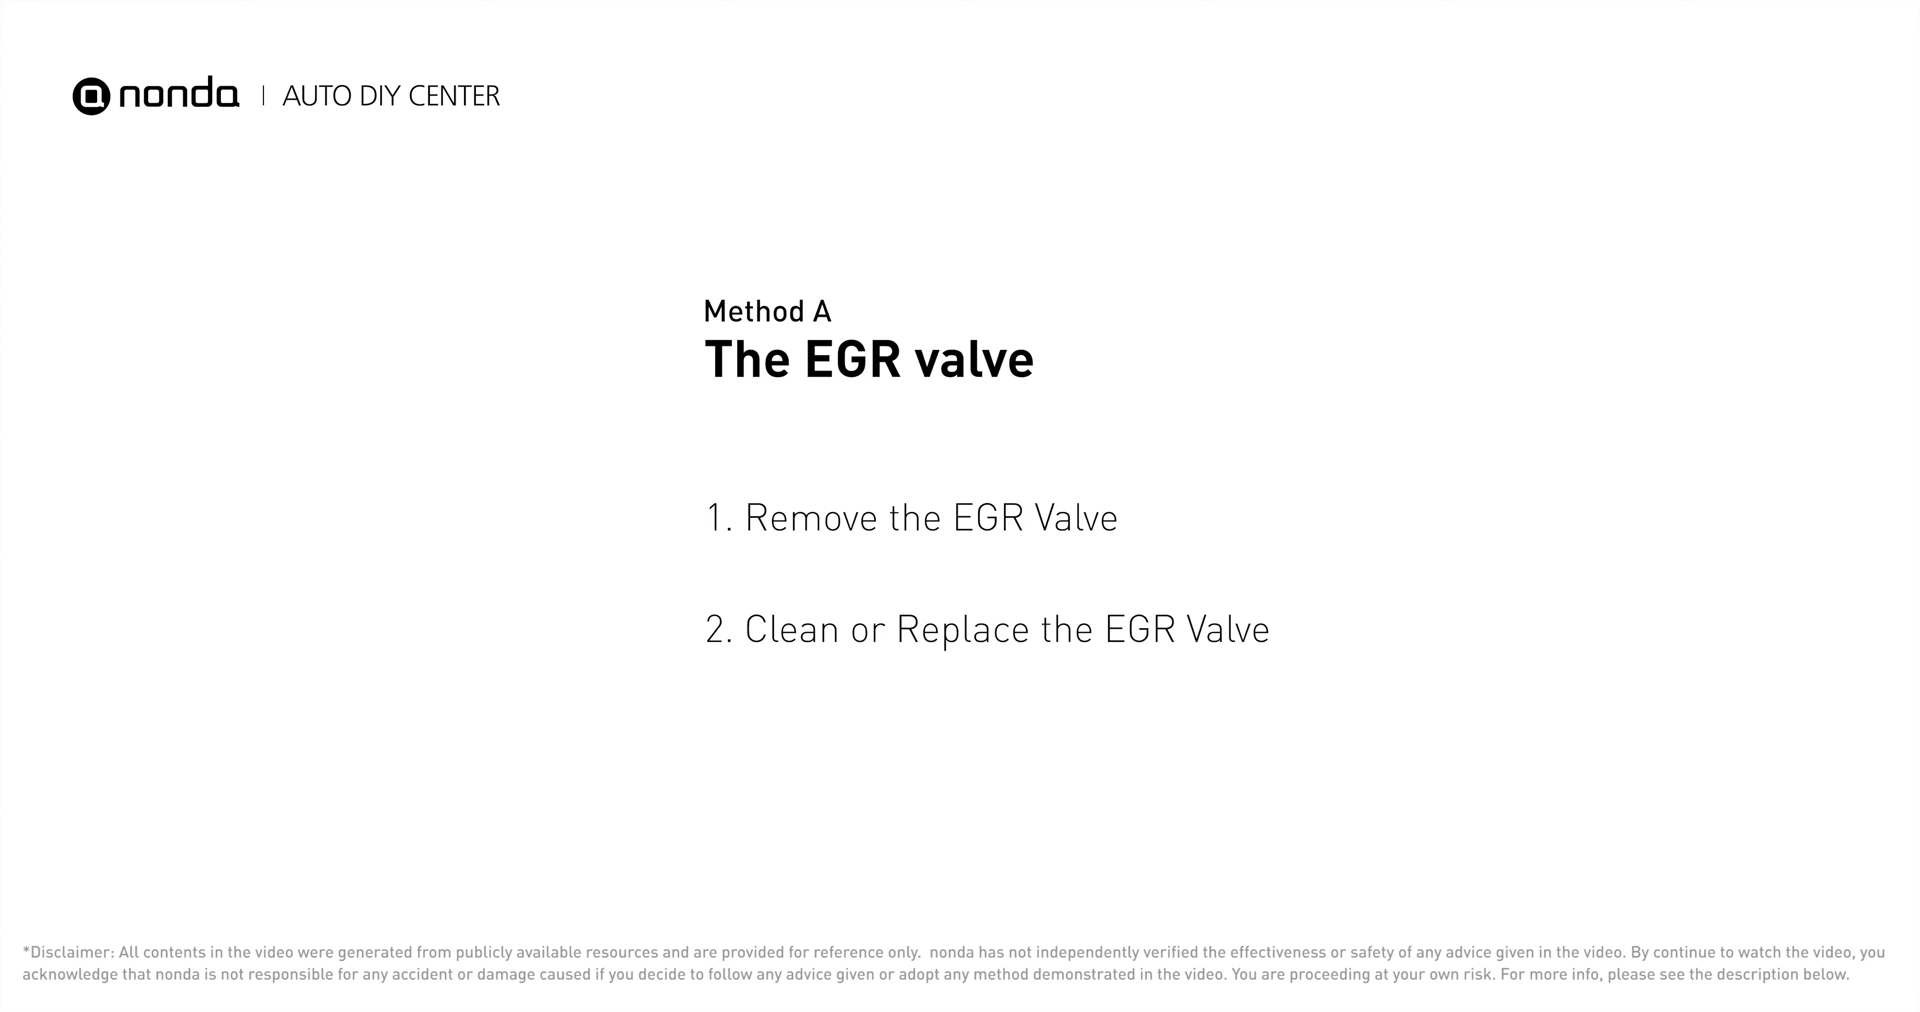 nonda | AUTO DIY CENTER
Method A
The EGR valve
1. Remove the EGR Valve
2. Clean or Replace the EGR Valve
*Disclaimer: All contents in the video were generated from publicly available resources and are provided for reference only.  nonda has not independently verified the effectiveness or safety of any advice given in the video. By continue to watch the video, you
acknowledge that nonda is not responsible for any accident or damage caused if you decide to follow any advice given or adopt any method demonstrated in the video. You are proceeding at your own risk. For more info, please see the description below.